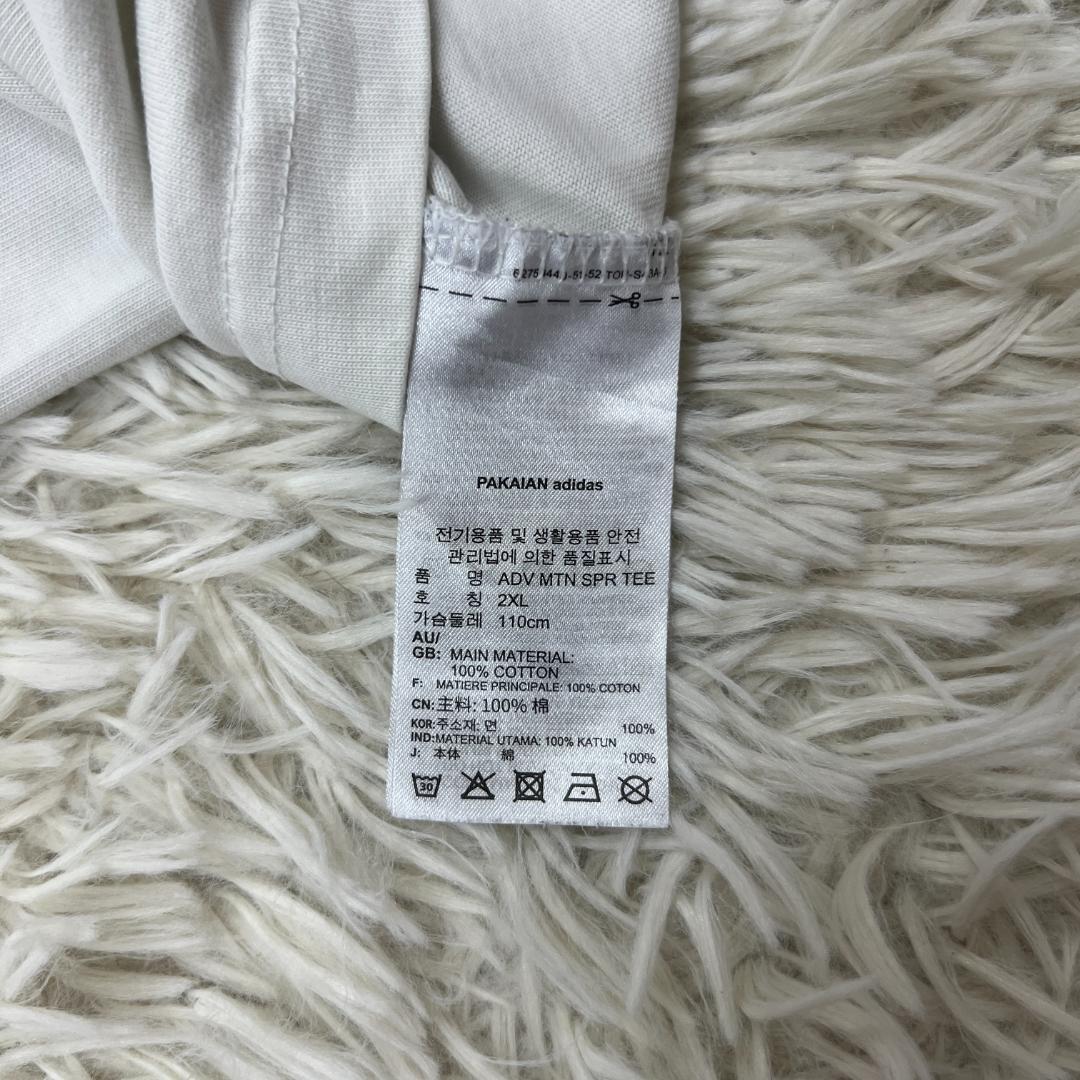 PAKAIAN adidas
전기용품 및 생활용품 안전
관리법에 의한 품질표시
품 명 ADV MTN SPR TEE
호 칭 2XL
가슴둘레 110cm
AU/
GB: MAIN MATERIAL:
100% COTTON
F: MATIERE PRINCIPALE: 100% COTON
CN:主料: 100% 棉
KOR:주소재: 면 100%
IND:MATERIAL UTAMA: 100% KATUN
J: 本体 綿 100%
30